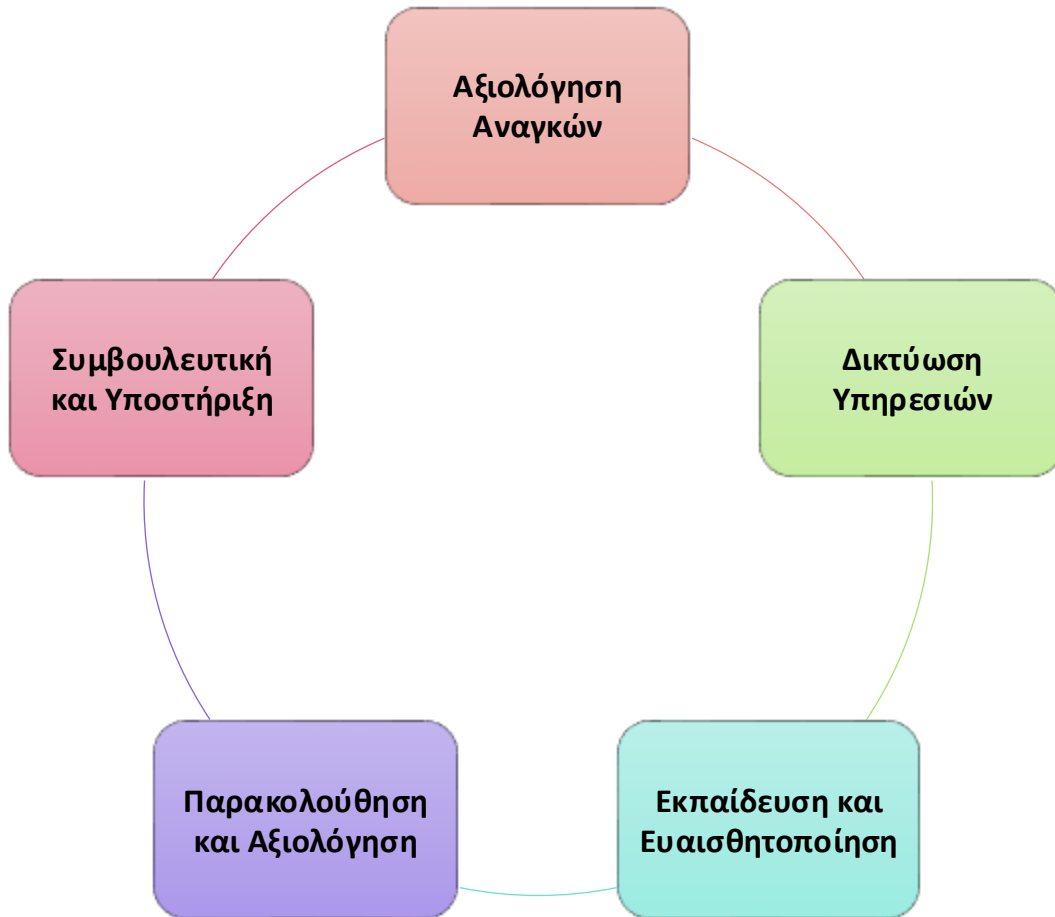 Αξιολόγηση
Αναγκών
Δικτύωση
Υπηρεσιών
Εκπαίδευση και
Ευαισθητοποίηση
Παρακολούθηση
και Αξιολόγηση
Συμβουλευτική
και Υποστήριξη